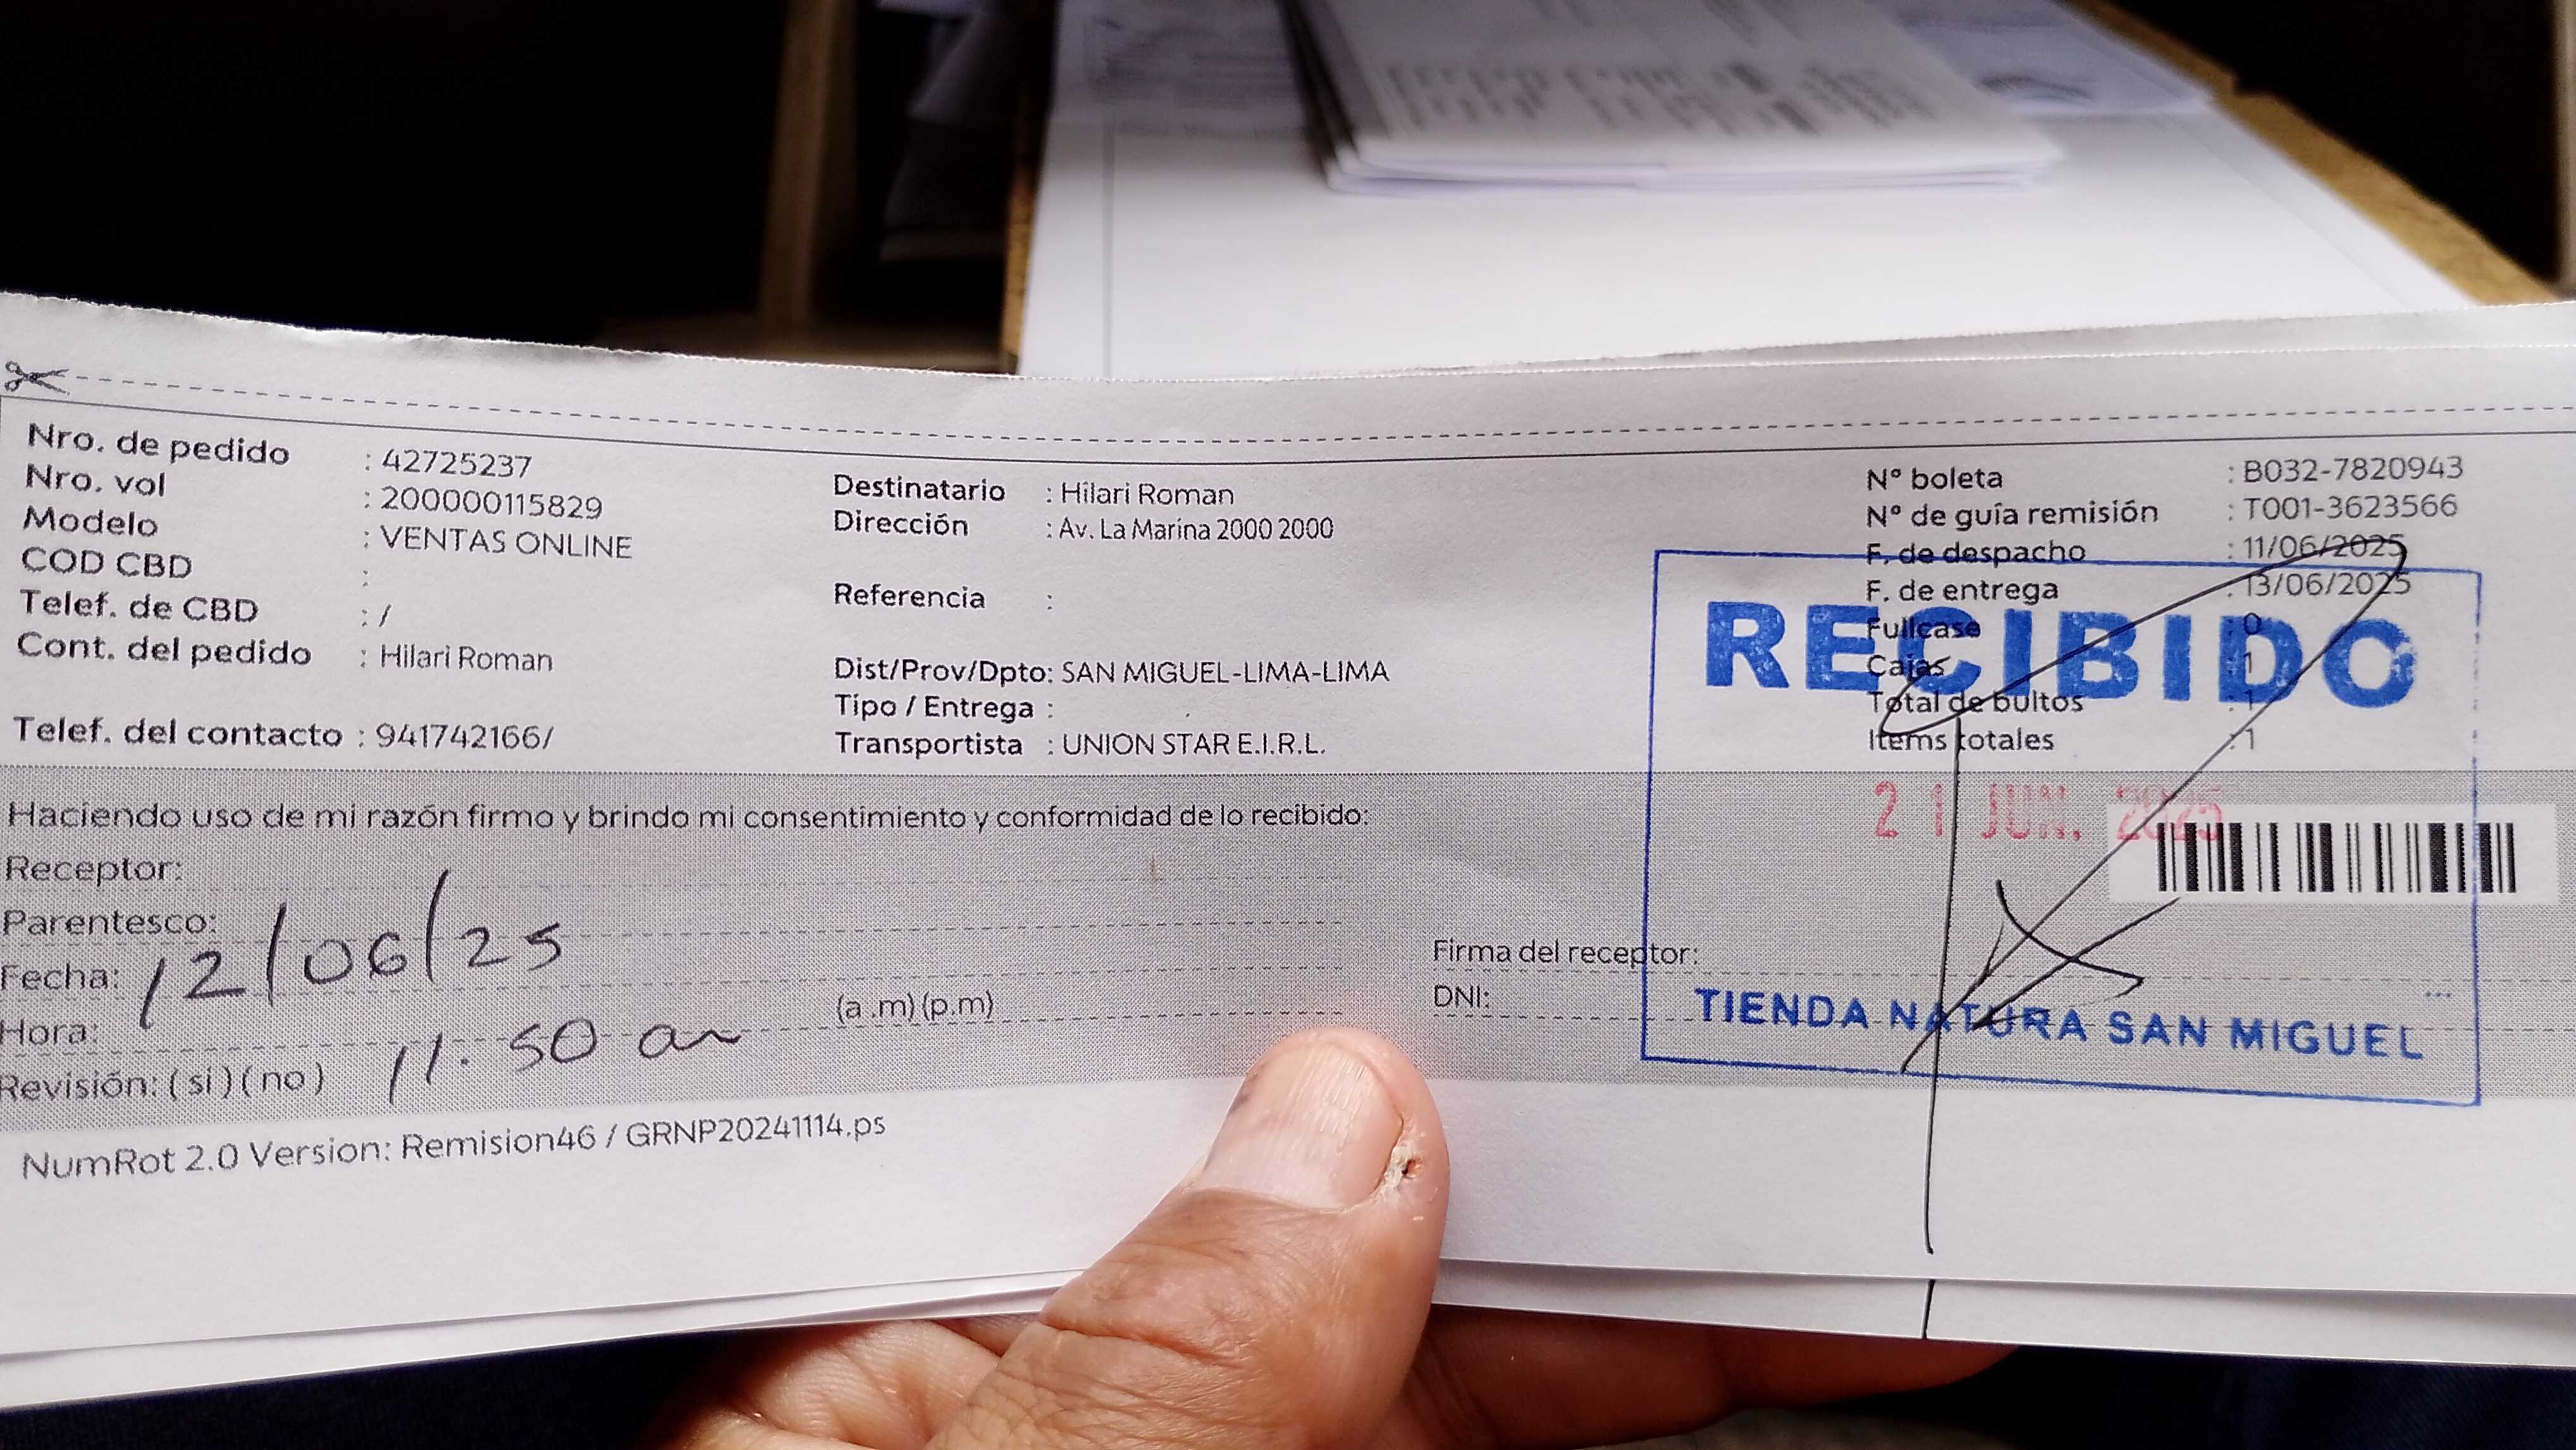 Nro. de pedido : 42725237
Nro. vol : 200000115829
Modelo : VENTAS ONLINE
COD CBD :
Telef. de CBD : /
Cont. del pedido : Hilari Roman
Telef. del contacto : 941742166/
Destinatario : Hilari Roman
Dirección : Av. La Marina 2000 2000
Referencia :
Dist/Prov/Dpto: SAN MIGUEL-LIMA-LIMA
Tipo / Entrega :
Transportista : UNION STAR E.I.R.L.
N° boleta : B032-7820943
N° de guía remisión : T001-3623566
F. de despacho : 11/06/2025
F. de entrega : 13/06/2025
Fullcase : 0
Cajas : 1
Total de bultos : 1
Items totales : 1
RECIBIDO
21 JUN. 2025
TIENDA NATURA SAN MIGUEL
Haciendo uso de mi razón firmo y brindo mi consentimiento y conformidad de lo recibido:
Receptor:
Parentesco:
Fecha: 12/06/25
Hora: 11.50 am (a .m) (p.m)
Revisión: ( si ) ( no )
Firma del receptor:
DNI:
NumRot 2.0 Version: Remision46 / GRNP20241114.ps